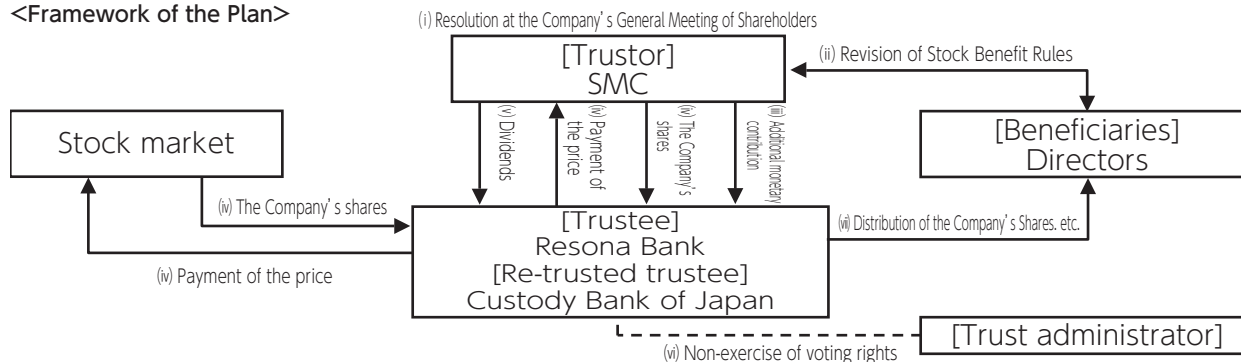 <Framework of the Plan>
(i) Resolution at the Company's General Meeting of Shareholders
[Trustor]
SMC
(ii) Revision of Stock Benefit Rules
Stock market
[Beneficiaries]
Directors
(v) Dividends
(iv) Payment of
the price
(iv) The Company's
shares
(iii) Additional monetary
contribution
(iv) The Company's shares
(iv) Payment of the price
[Trustee]
Resona Bank
[Re-trusted trustee]
Custody Bank of Japan
(vii) Distribution of the Company's Shares. etc.
[Trust administrator]
(vi) Non-exercise of voting rights